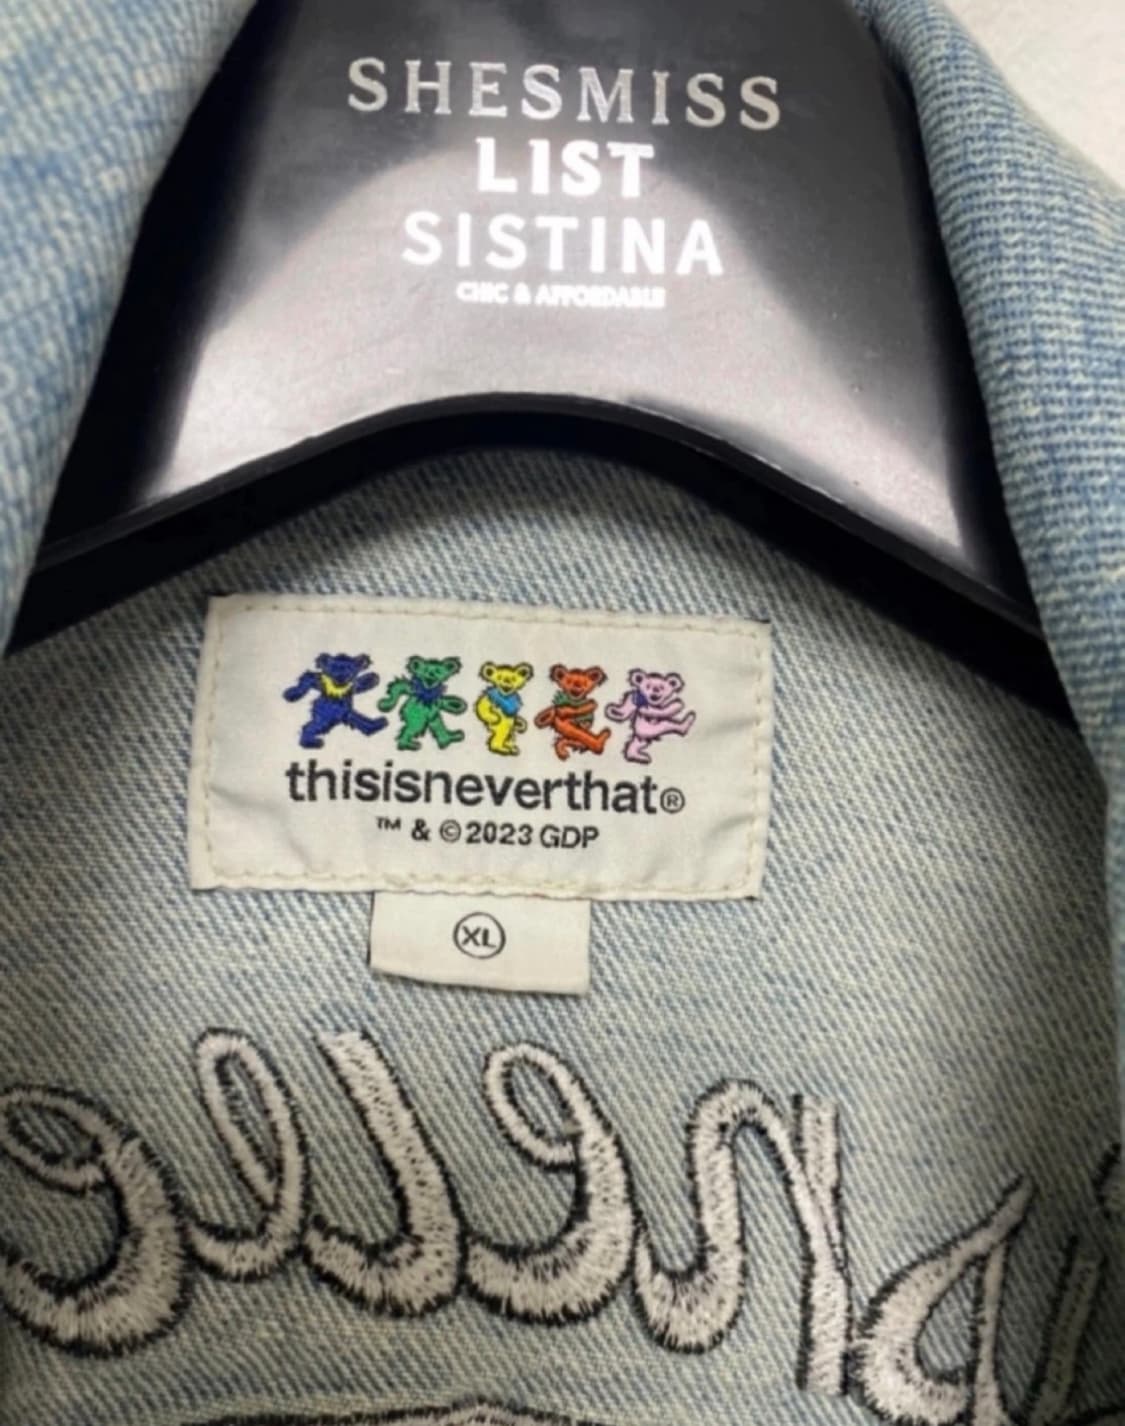 SHESMISS
LIST
SISTINA
CHIC & AFFORDABLE
thisisneverthat®
™ & ©2023 GDP
XL